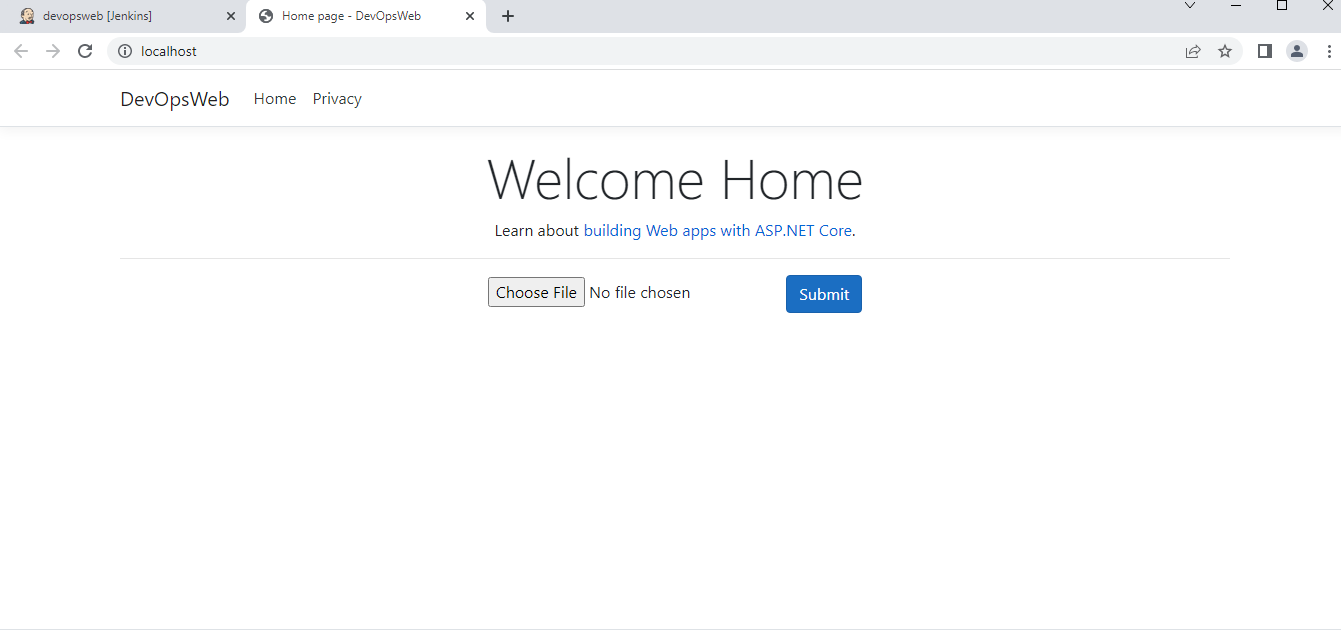 devopsweb [Jenkins]
Home page - DevOpsWeb
localhost
DevOpsWeb Home Privacy
Welcome Home
Learn about building Web apps with ASP.NET Core.
Choose File No file chosen Submit